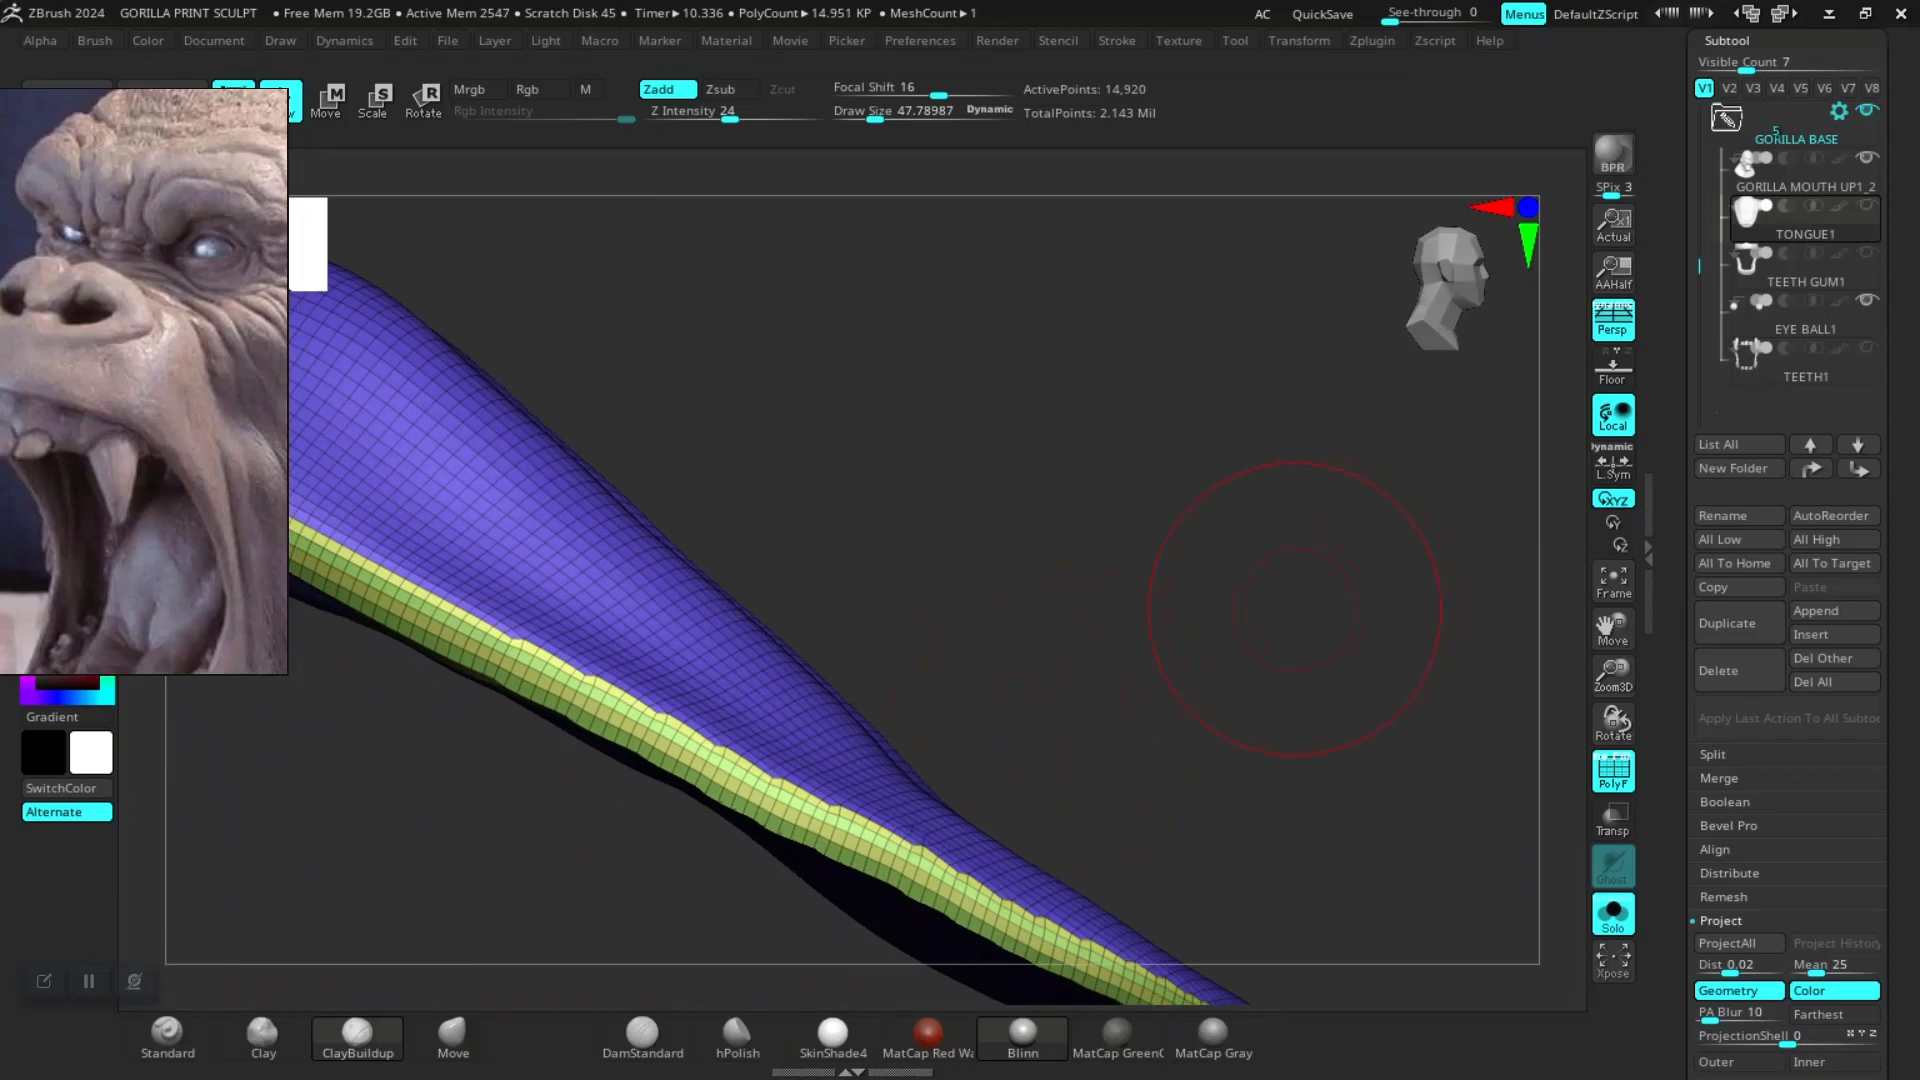 ZBrush 2024 GORILLA PRINT SCULPT • Free Mem 19.2GB • Active Mem 2547 • Scratch Disk 45 • Timer▸10.336 • PolyCount▸14.951 KP • MeshCount▸1 AC QuickSave See-through 0 Menus DefaultZScript
Alpha Brush Color Document Draw Dynamics Edit File Layer Light Macro Marker Material Movie Picker Preferences Render Stencil Stroke Texture Tool Transform Zplugin Zscript Help
Move Scale Rotate
Mrgb Rgb M
Rgb Intensity
Zadd Zsub Zcut
Z Intensity 24
Focal Shift 16
Draw Size 47.78987 Dynamic
ActivePoints: 14,920
TotalPoints: 2.143 Mil
Gradient
SwitchColor
Alternate
BPR
SPix 3
Actual
AAHalf
Persp
Floor
Local
Dynamic
L.Sym
XYZ
Y
Z
Frame
Move
Zoom3D
Rotate
PolyF
Transp
Ghost
Solo
Xpose
Subtool
Visible Count 7
V1 V2 V3 V4 V5 V6 V7 V8
5
GORILLA BASE
GORILLA MOUTH UP1_2
TONGUE1
TEETH GUM1
EYE BALL1
TEETH1
List All
New Folder
Rename AutoReorder
All Low All High
All To Home All To Target
Copy Paste
Duplicate Append
Insert
Delete Del Other
Del All
Apply Last Action To All Subtoo
Split
Merge
Boolean
Bevel Pro
Align
Distribute
Remesh
Project
ProjectAll Project History
Dist 0.02 Mean 25
Geometry Color
PA Blur 10 Farthest
ProjectionShell 0 X Y Z
Outer Inner
Standard Clay ClayBuildup Move DamStandard hPolish SkinShade4 MatCap Red Wa Blinn MatCap GreenC MatCap Gray